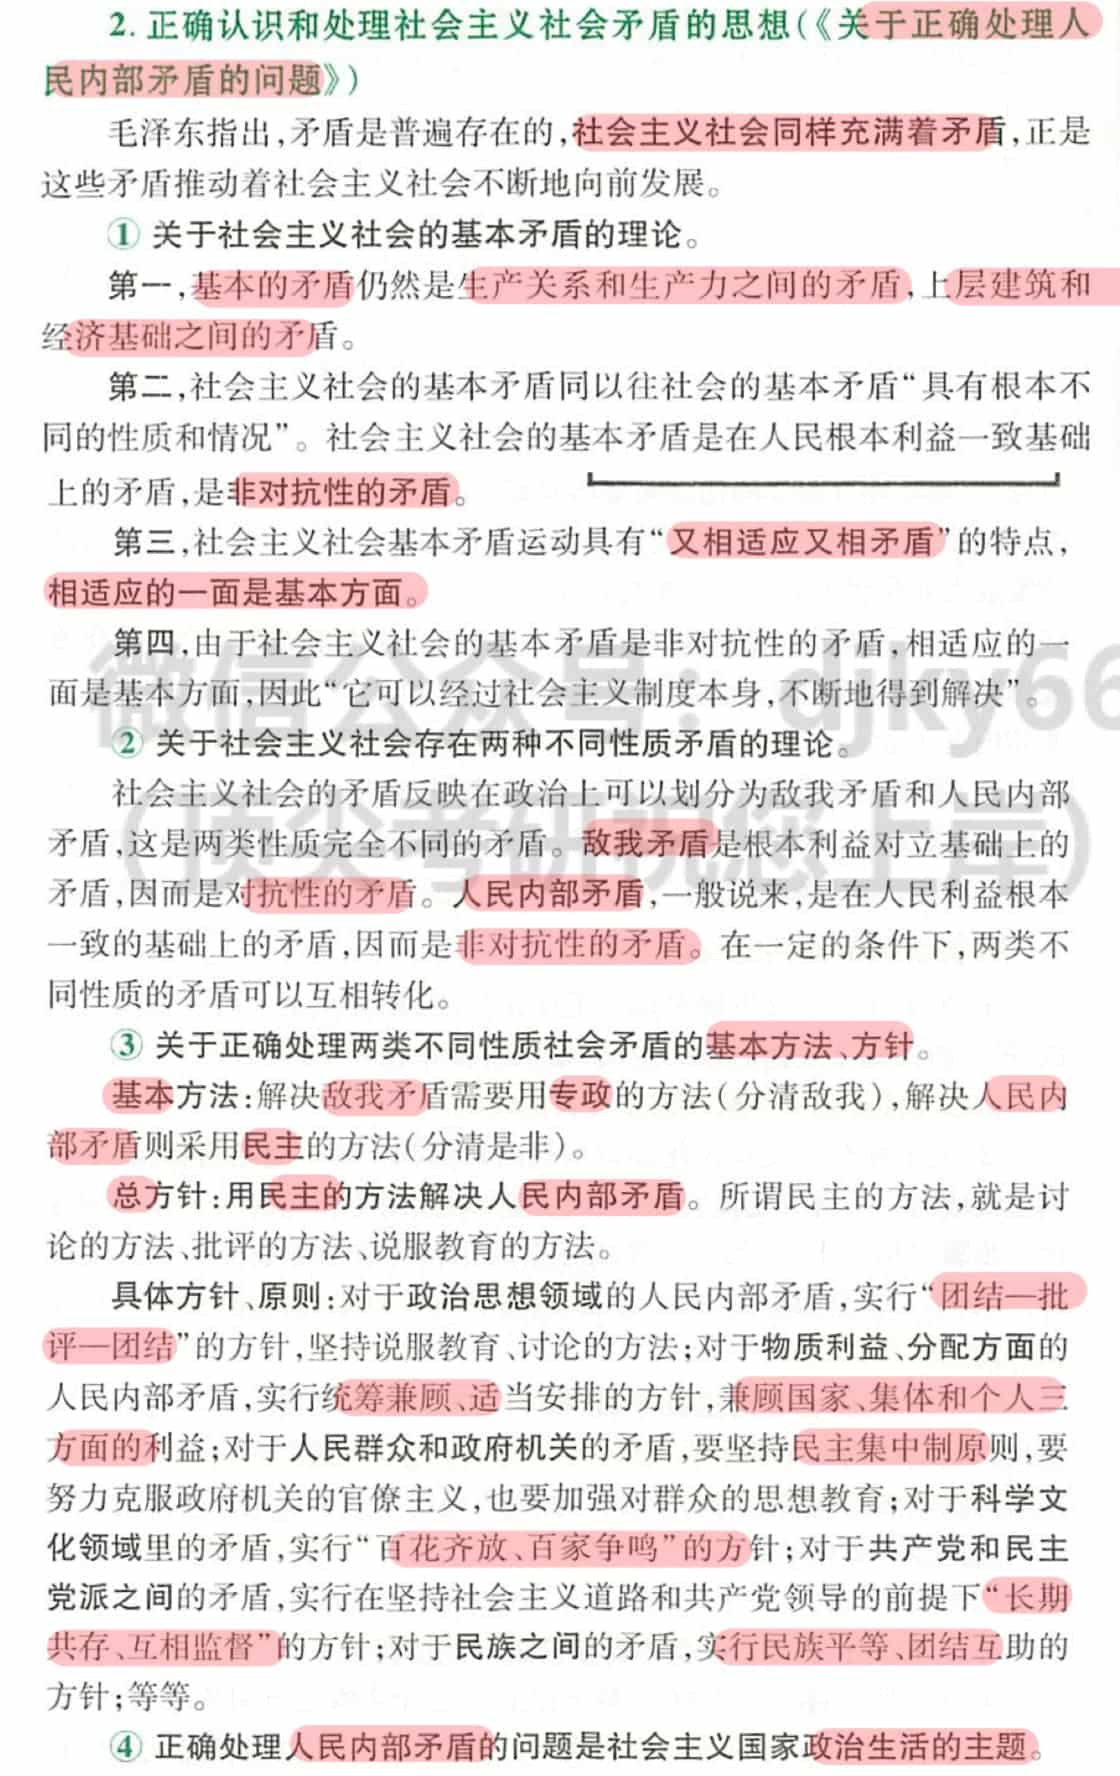 2. 正确认识和处理社会主义社会矛盾的思想(《关于正确处理人
民内部矛盾的问题》)
毛泽东指出,矛盾是普遍存在的,社会主义社会同样充满着矛盾,正是
这些矛盾推动着社会主义社会不断地向前发展。
① 关于社会主义社会的基本矛盾的理论。
第一,基本的矛盾仍然是生产关系和生产力之间的矛盾,上层建筑和
经济基础之间的矛盾。
第二,社会主义社会的基本矛盾同以往社会的基本矛盾“具有根本不
同的性质和情况”。社会主义社会的基本矛盾是在人民根本利益一致基础
上的矛盾,是非对抗性的矛盾。
第三,社会主义社会基本矛盾运动具有“又相适应又相矛盾”的特点,
相适应的一面是基本方面。
第四,由于社会主义社会的基本矛盾是非对抗性的矛盾,相适应的一
面是基本方面,因此“它可以经过社会主义制度本身,不断地得到解决”。
微信公众号：djky66
② 关于社会主义社会存在两种不同性质矛盾的理论。
社会主义社会的矛盾反映在政治上可以划分为敌我矛盾和人民内部
矛盾,这是两类性质完全不同的矛盾。敌我矛盾是根本利益对立基础上的
（顶尖考研祝您上岸）
矛盾,因而是对抗性的矛盾。人民内部矛盾,一般说来,是在人民利益根本
一致的基础上的矛盾,因而是非对抗性的矛盾。在一定的条件下,两类不
同性质的矛盾可以互相转化。
③ 关于正确处理两类不同性质社会矛盾的基本方法、方针。
基本方法:解决敌我矛盾需要用专政的方法(分清敌我),解决人民内
部矛盾则采用民主的方法(分清是非)。
总方针:用民主的方法解决人民内部矛盾。所谓民主的方法,就是讨
论的方法、批评的方法、说服教育的方法。
具体方针、原则:对于政治思想领域的人民内部矛盾,实行“团结—批
评—团结”的方针,坚持说服教育、讨论的方法;对于物质利益、分配方面的
人民内部矛盾,实行统筹兼顾、适当安排的方针,兼顾国家、集体和个人三
方面的利益;对于人民群众和政府机关的矛盾,要坚持民主集中制原则,要
努力克服政府机关的官僚主义,也要加强对群众的思想教育;对于科学文
化领域里的矛盾,实行“百花齐放、百家争鸣”的方针;对于共产党和民主
党派之间的矛盾,实行在坚持社会主义道路和共产党领导的前提下“长期
共存、互相监督”的方针;对于民族之间的矛盾,实行民族平等、团结互助的
方针;等等。
④ 正确处理人民内部矛盾的问题是社会主义国家政治生活的主题。